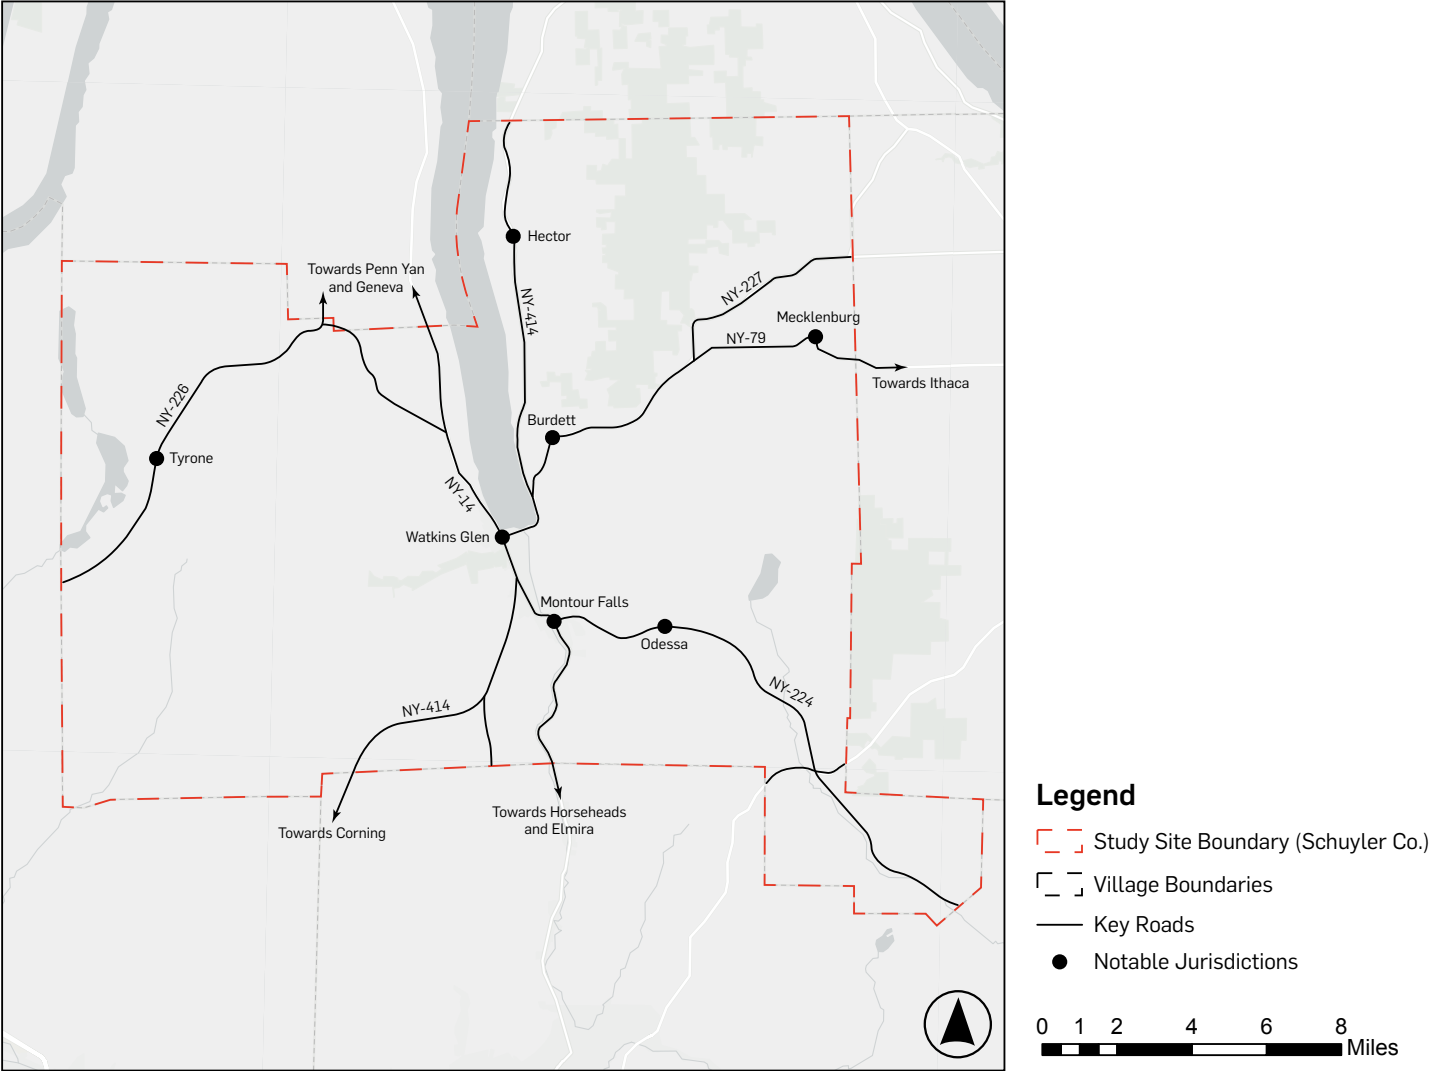 Hector
Towards Penn Yan
and Geneva
NY-414
NY-227
Mecklenburg
NY-79
Towards Ithaca
NY-226
Burdett
Tyrone
NY-14
Watkins Glen
Montour Falls
Odessa
NY-224
NY-414
Towards Horseheads
and Elmira
Towards Corning
Legend
Study Site Boundary (Schuyler Co.)
Village Boundaries
Key Roads
Notable Jurisdictions
0 1 2 4 6 8
Miles